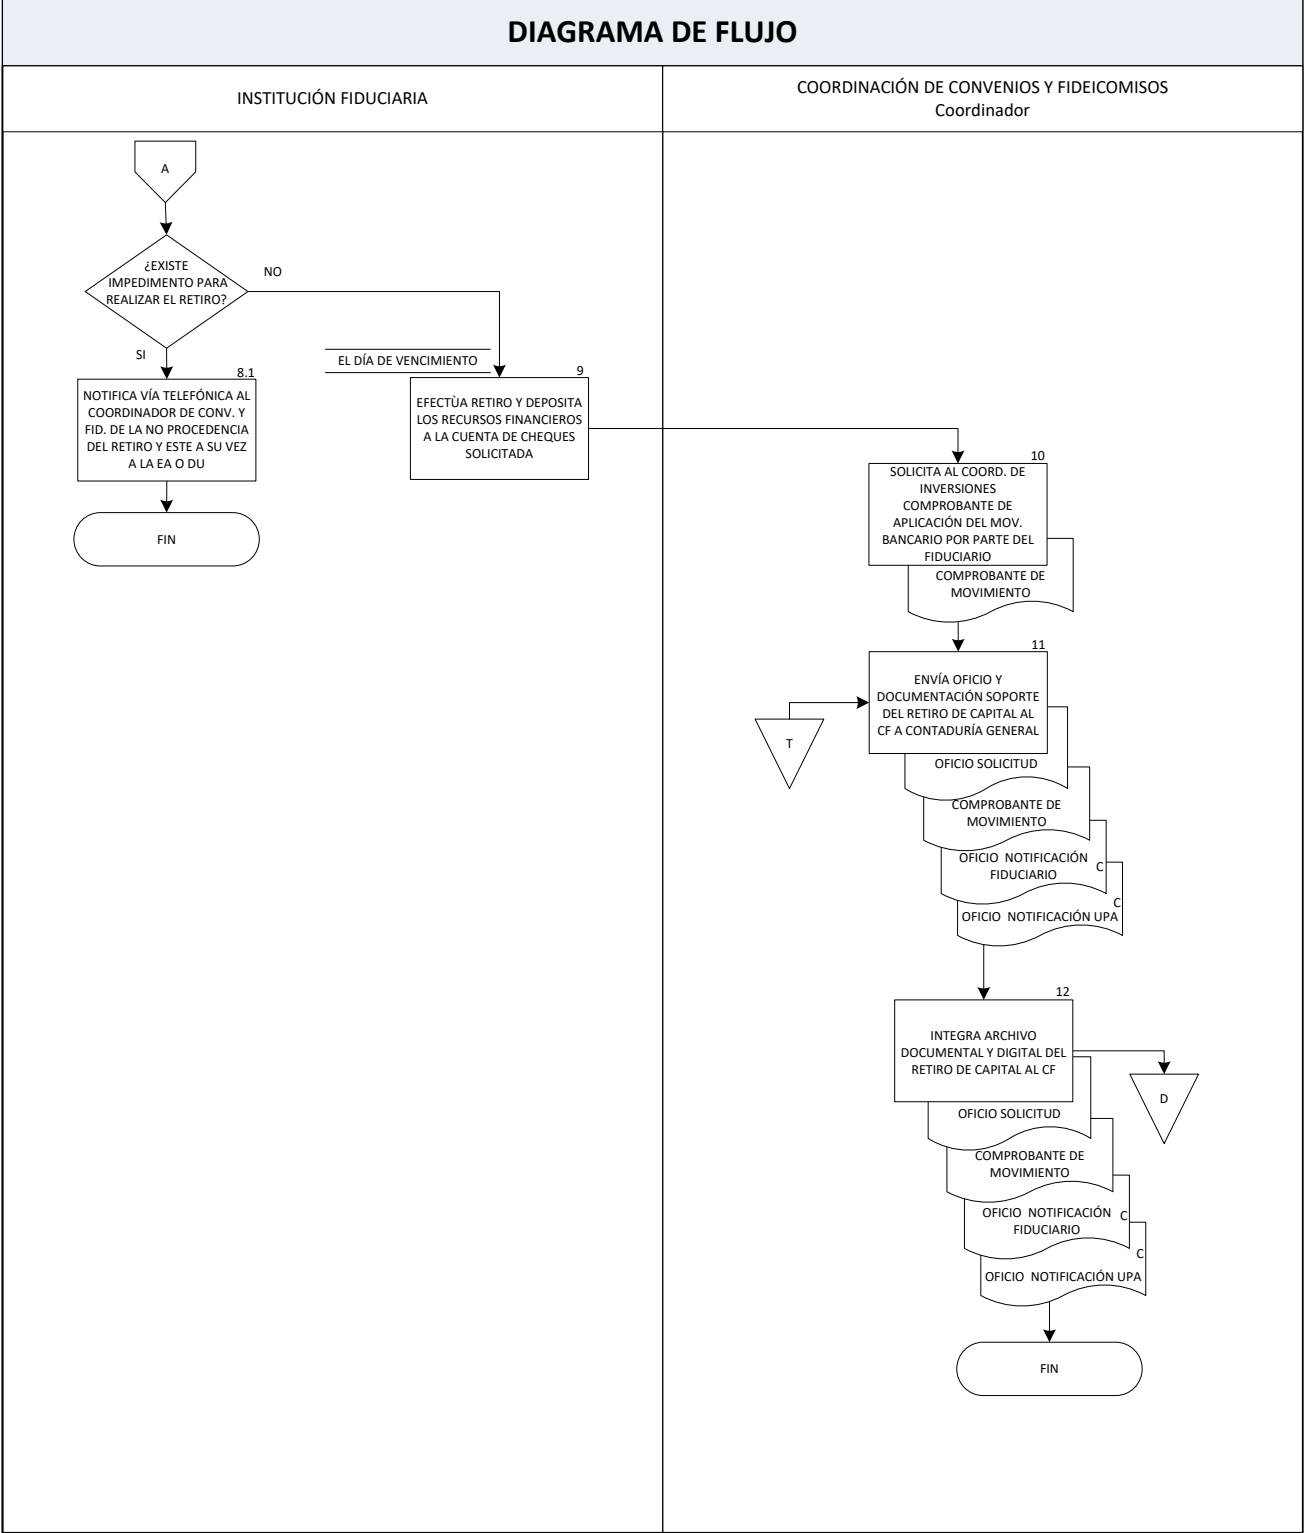 DIAGRAMA DE FLUJO
INSTITUCIÓN FIDUCIARIA
COORDINACIÓN DE CONVENIOS Y FIDEICOMISOS
Coordinador
A
¿EXISTE
IMPEDIMENTO PARA
REALIZAR EL RETIRO?
NO
SI
EL DÍA DE VENCIMIENTO
8.1
NOTIFICA VÍA TELEFÓNICA AL
COORDINADOR DE CONV. Y
FID. DE LA NO PROCEDENCIA
DEL RETIRO Y ESTE A SU VEZ
A LA EA O DU
FIN
9
EFECTÙA RETIRO Y DEPOSITA
LOS RECURSOS FINANCIEROS
A LA CUENTA DE CHEQUES
SOLICITADA
10
SOLICITA AL COORD. DE
INVERSIONES
COMPROBANTE DE
APLICACIÓN DEL MOV.
BANCARIO POR PARTE DEL
FIDUCIARIO
COMPROBANTE DE
MOVIMIENTO
11
ENVÍA OFICIO Y
DOCUMENTACIÓN SOPORTE
DEL RETIRO DE CAPITAL AL
CF A CONTADURÍA GENERAL
T
OFICIO SOLICITUD
COMPROBANTE DE
MOVIMIENTO
OFICIO NOTIFICACIÓN
FIDUCIARIO
C
C
OFICIO NOTIFICACIÓN UPA
12
INTEGRA ARCHIVO
DOCUMENTAL Y DIGITAL DEL
RETIRO DE CAPITAL AL CF
D
OFICIO SOLICITUD
COMPROBANTE DE
MOVIMIENTO
OFICIO NOTIFICACIÓN
FIDUCIARIO
C
C
OFICIO NOTIFICACIÓN UPA
FIN